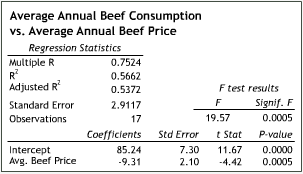 Average Annual Beef Consumption
vs. Average Annual Beef Price
Regression Statistics
Multiple R 0.7524
R² 0.5662
Adjusted R² 0.5372
Standard Error 2.9117
Observations 17
F test results
F Signif. F
19.57 0.0005
Coefficients Std Error t Stat P-value
Intercept 85.24 7.30 11.67 0.0000
Avg. Beef Price -9.31 2.10 -4.42 0.0005